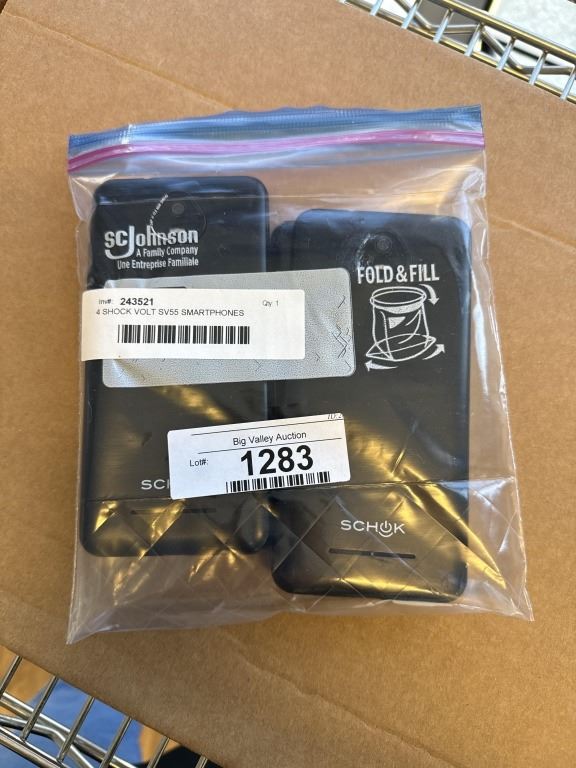 SCJohnson
A Family Company
Une Entreprise Familiale
FOLD & FILL
Inv#: 243521 Qty: 1
4 SHOCK VOLT SV55 SMARTPHONES
Big Valley Auction
Lot#: 1283
SC
SCHOK